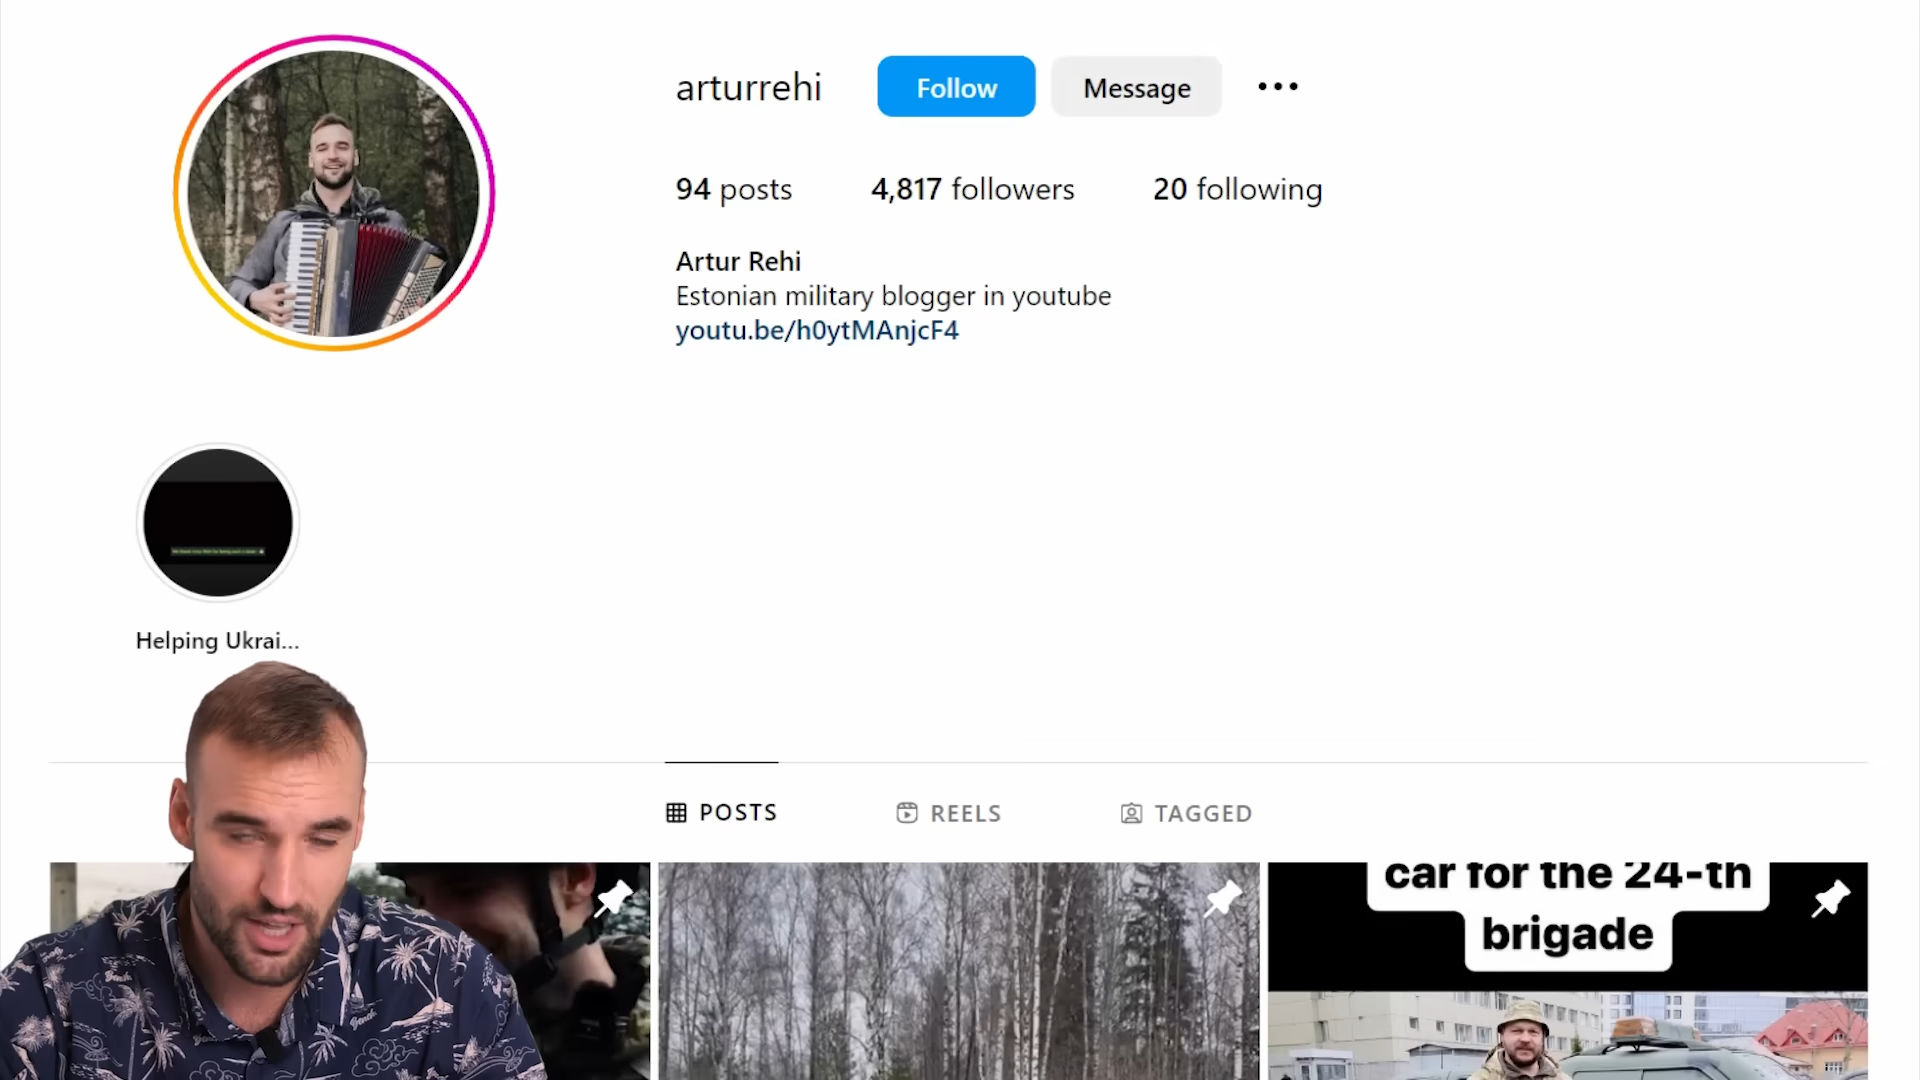 arturrehi
Follow
Message
94 posts
4,817 followers
20 following
Artur Rehi
Estonian military blogger in youtube
youtu.be/h0ytMAnjcF4
Helping Ukrai...
POSTS
REELS
TAGGED
car for the 24-th
brigade